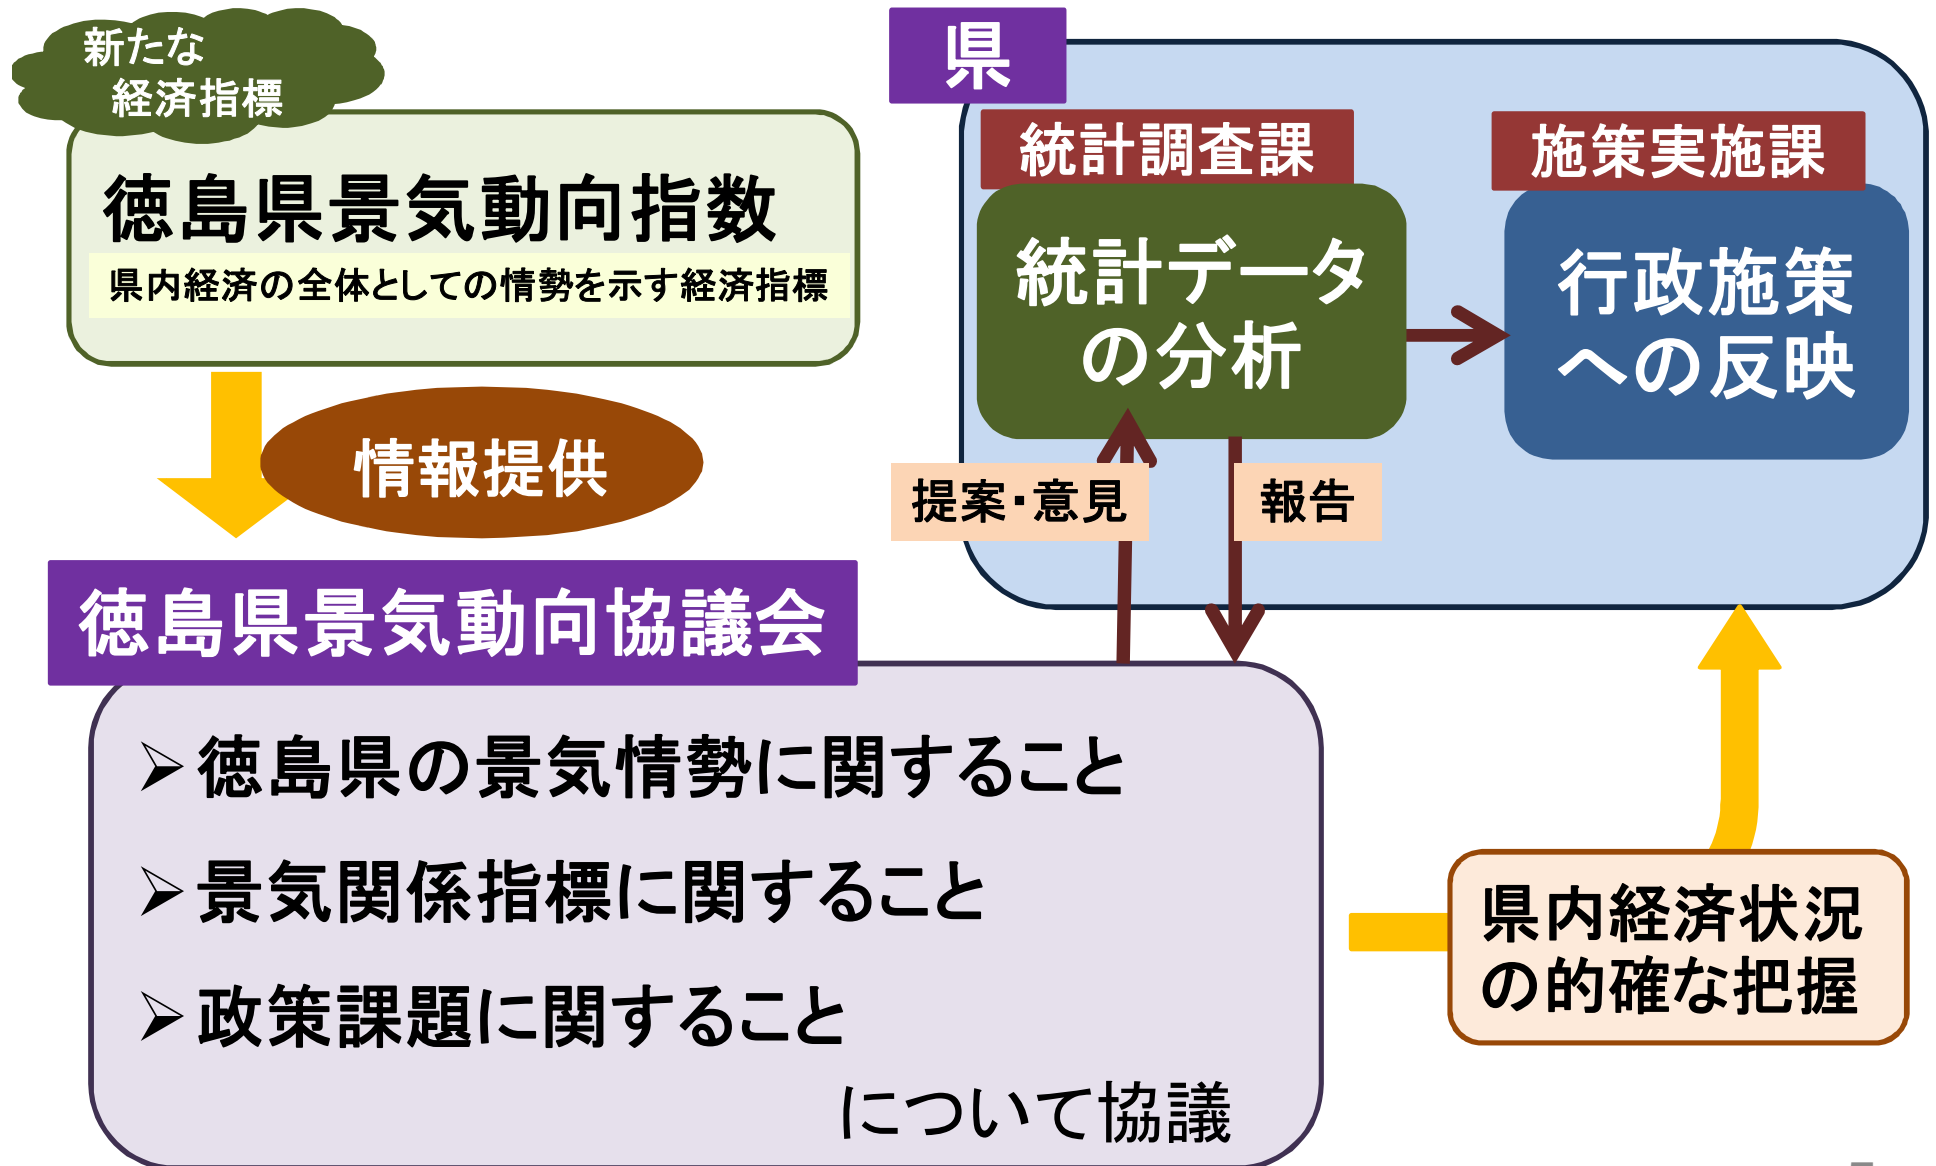 新たな
経済指標
徳島県景気動向指数
県内経済の全体としての情勢を示す経済指標
情報提供
徳島県景気動向協議会
➢徳島県の景気情勢に関すること
➢景気関係指標に関すること
➢政策課題に関すること
について協議
県
統計調査課
統計データ
の分析
施策実施課
行政施策
への反映
提案・意見
報告
県内経済状況
の的確な把握